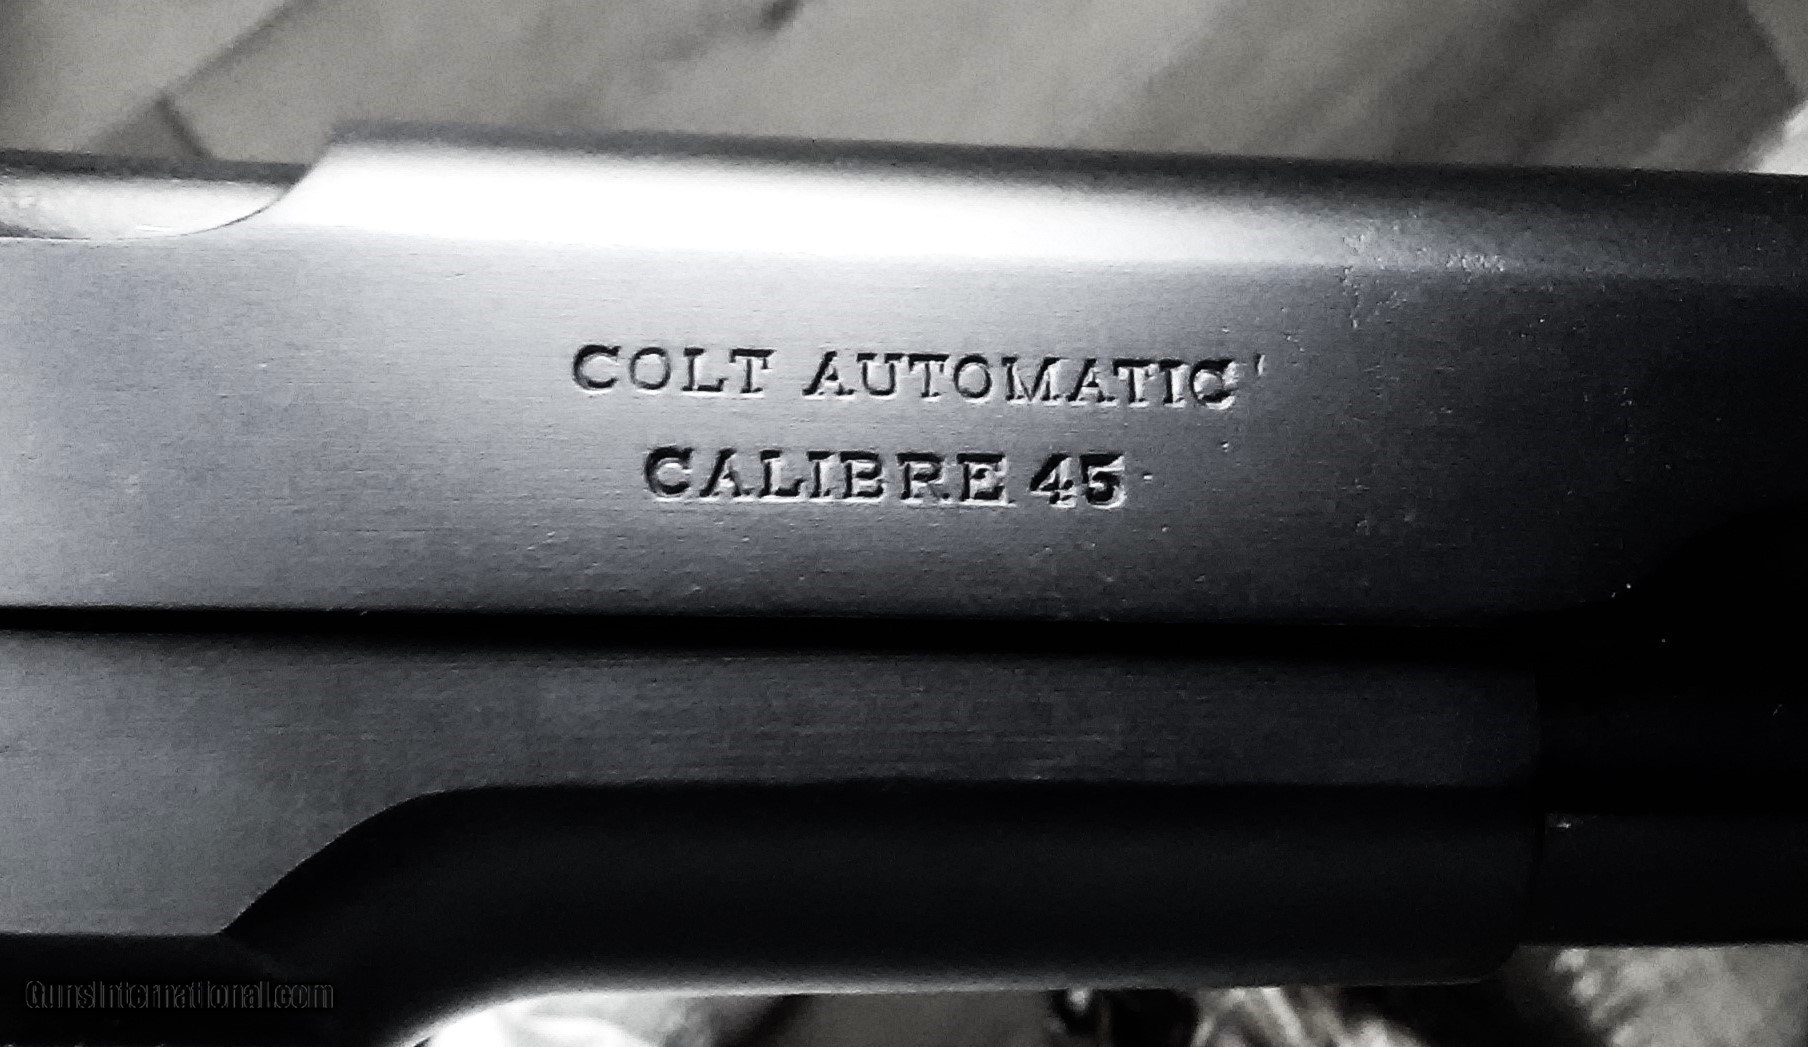 COLT AUTOMATIC
CALIBRE 45
GunsInternational.com